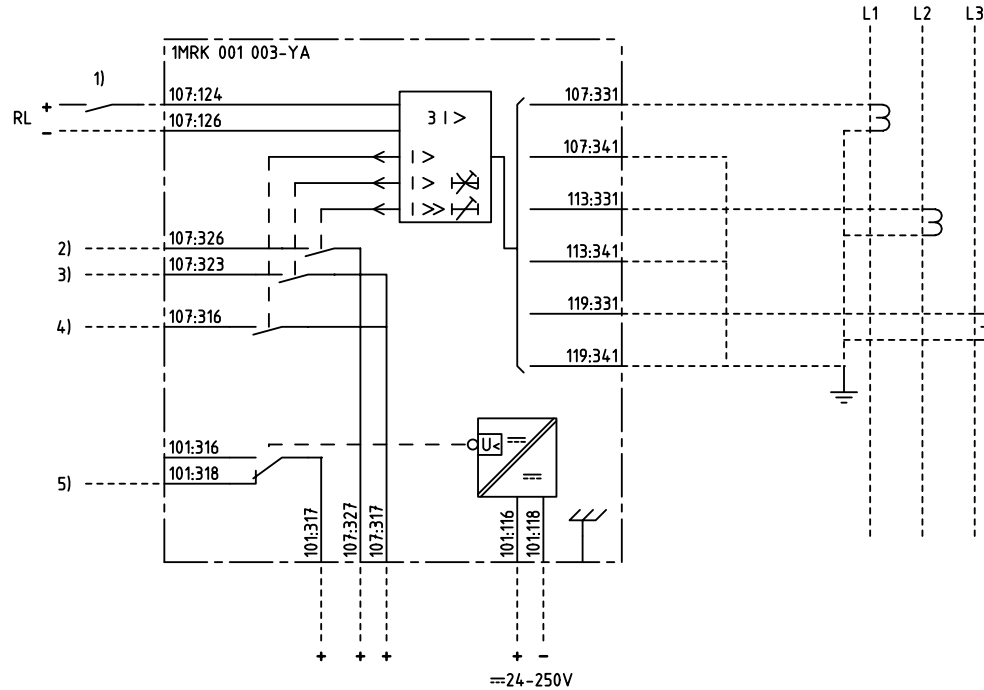 L1 L2 L3
1MRK 001 003-YA
1)
RL + 107:124 107:331
- 107:126
3 I >
107:341
I >
I >
I >> 113:331
2) 107:326
3) 107:323 113:341
4) 107:316 119:331
119:341
101:316 U<
5) 101:318
101:317 107:327 107:317 101:116 101:118
+ + + + -
24-250V